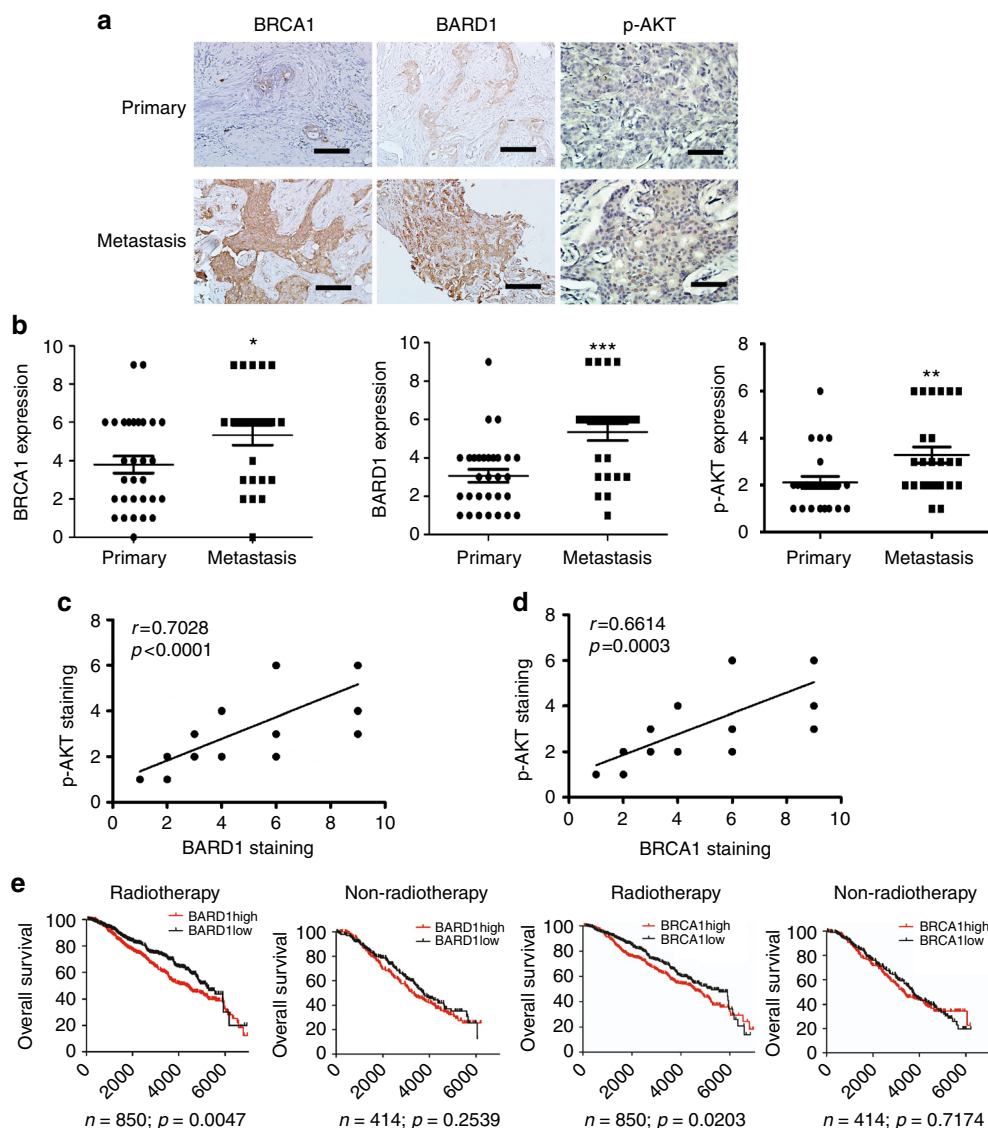 a
BRCA1 BARD1 p-AKT
Primary
Metastasis
b
BRCA1 expression
10
8
6
4
2
0
*
Primary Metastasis
BARD1 expression
10
8
6
4
2
0
***
Primary Metastasis
p-AKT expression
8
6
4
2
0
**
Primary Metastasis
c
r=0.7028
p<0.0001
p-AKT staining
8
6
4
2
0
0 2 4 6 8 10
BARD1 staining
d
r=0.6614
p=0.0003
p-AKT staining
8
6
4
2
0
0 2 4 6 8 10
BRCA1 staining
e
Radiotherapy
BARD1high
BARD1low
Overall survival
100
80
60
40
20
0
0 2000 4000 6000
n = 850; p = 0.0047
Non-radiotherapy
BARD1high
BARD1low
Overall survival
100
80
60
40
20
0
0 2000 4000 6000
n = 414; p = 0.2539
Radiotherapy
BRCA1high
BRCA1low
Overall survival
100
80
60
40
20
0
0 2000 4000 6000
n = 850; p = 0.0203
Non-radiotherapy
BRCA1high
BRCA1low
Overall survival
100
80
60
40
20
0
0 2000 4000 6000
n = 414; p = 0.7174